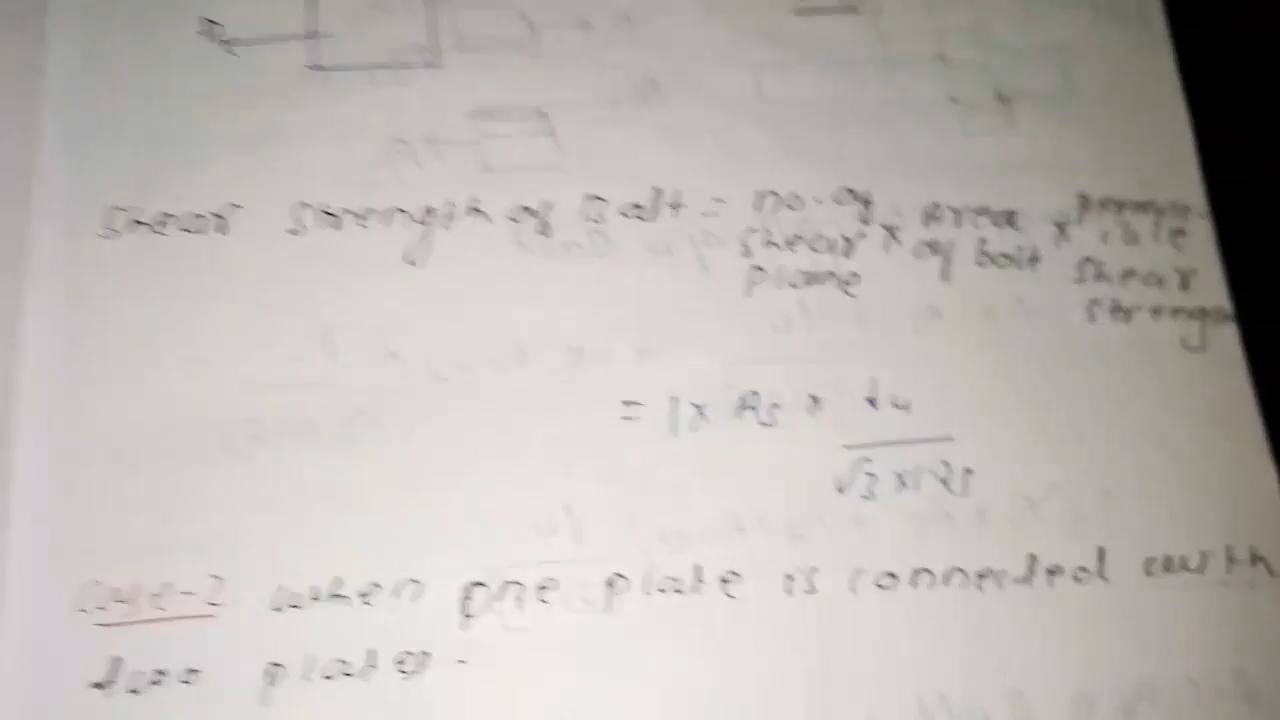 Shear strength of Bolt = no. of shear plane × area of bolt × permissible shear strength
= 1 × As × fu / √3 × 1.25
Case-2 when one plate is connected with
two plates.